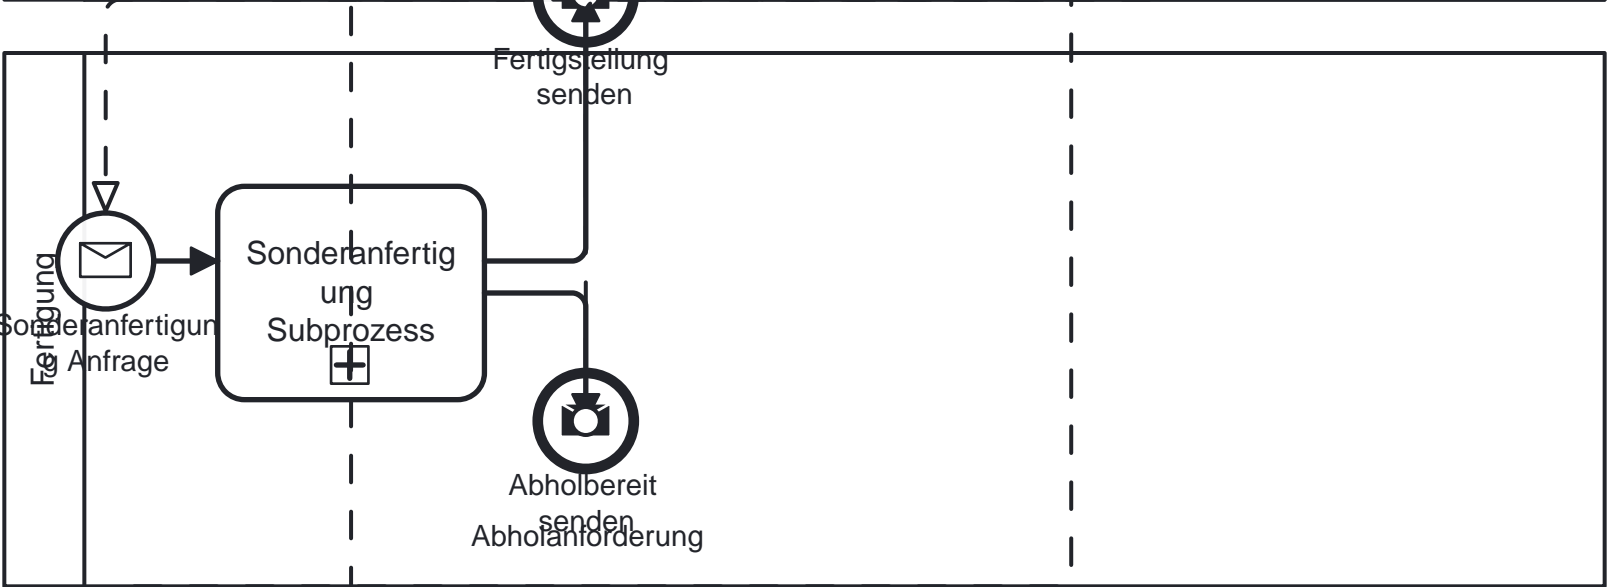 Fertigstellung
senden
Fertigung
Sonderanfertigun
g Anfrage
Sonderanfertig
ung
Subprozess
Abholbereit
senden
Abholanforderung